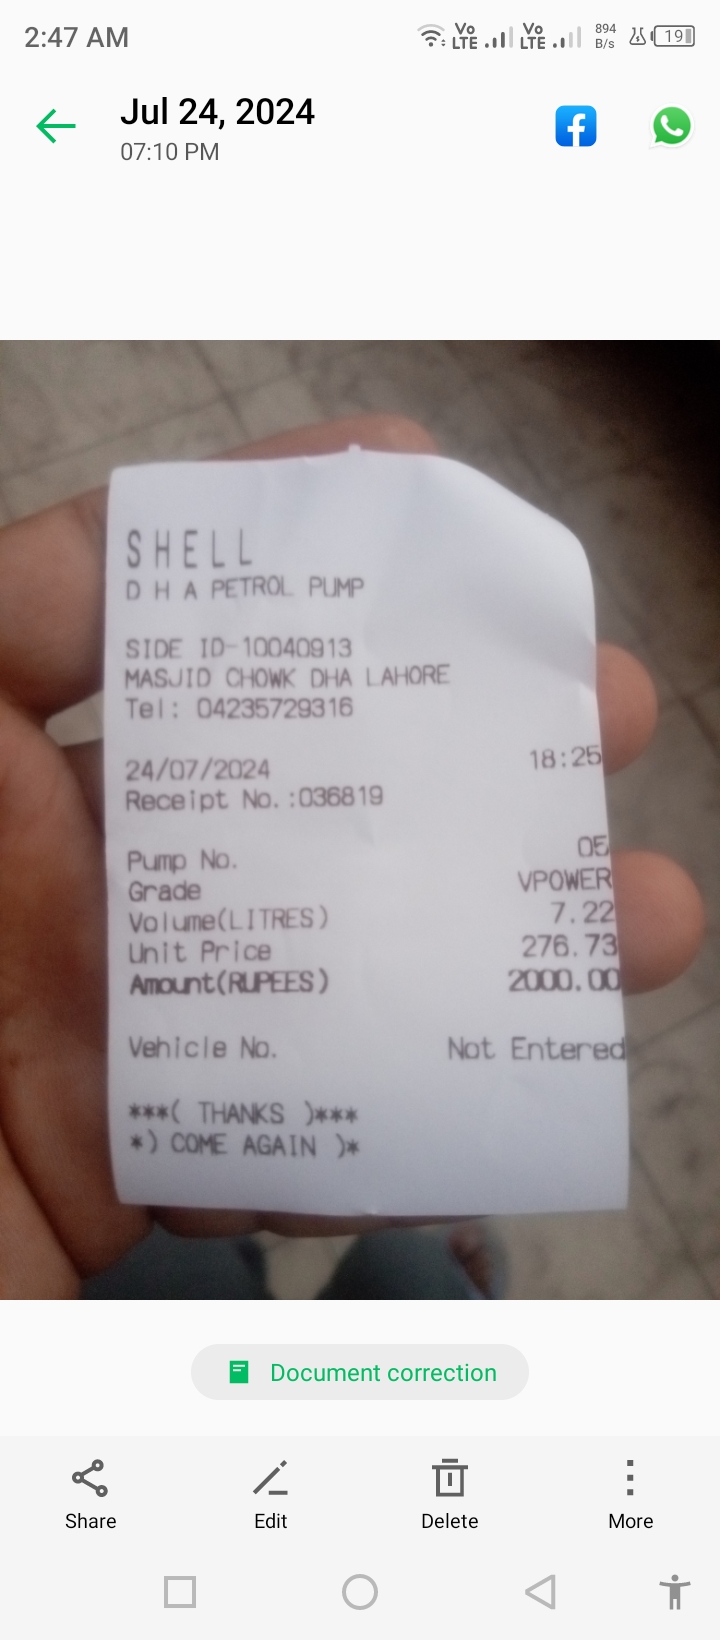 2:47 AM
Vo LTE Vo LTE 894 B/s 19
Jul 24, 2024
07:10 PM
SHELL
D H A PETROL PUMP
SIDE ID-10040913
MASJID CHOWK DHA LAHORE
Tel: 04235729316
24/07/2024 18:25
Receipt No.:036819
Pump No. 05
Grade VPOWER
Volume(LITRES) 7.22
Unit Price 276.73
Amount(RUPEES) 2000.00
Vehicle No. Not Entered
***( THANKS )***
*) COME AGAIN )*
Document correction
Share Edit Delete More